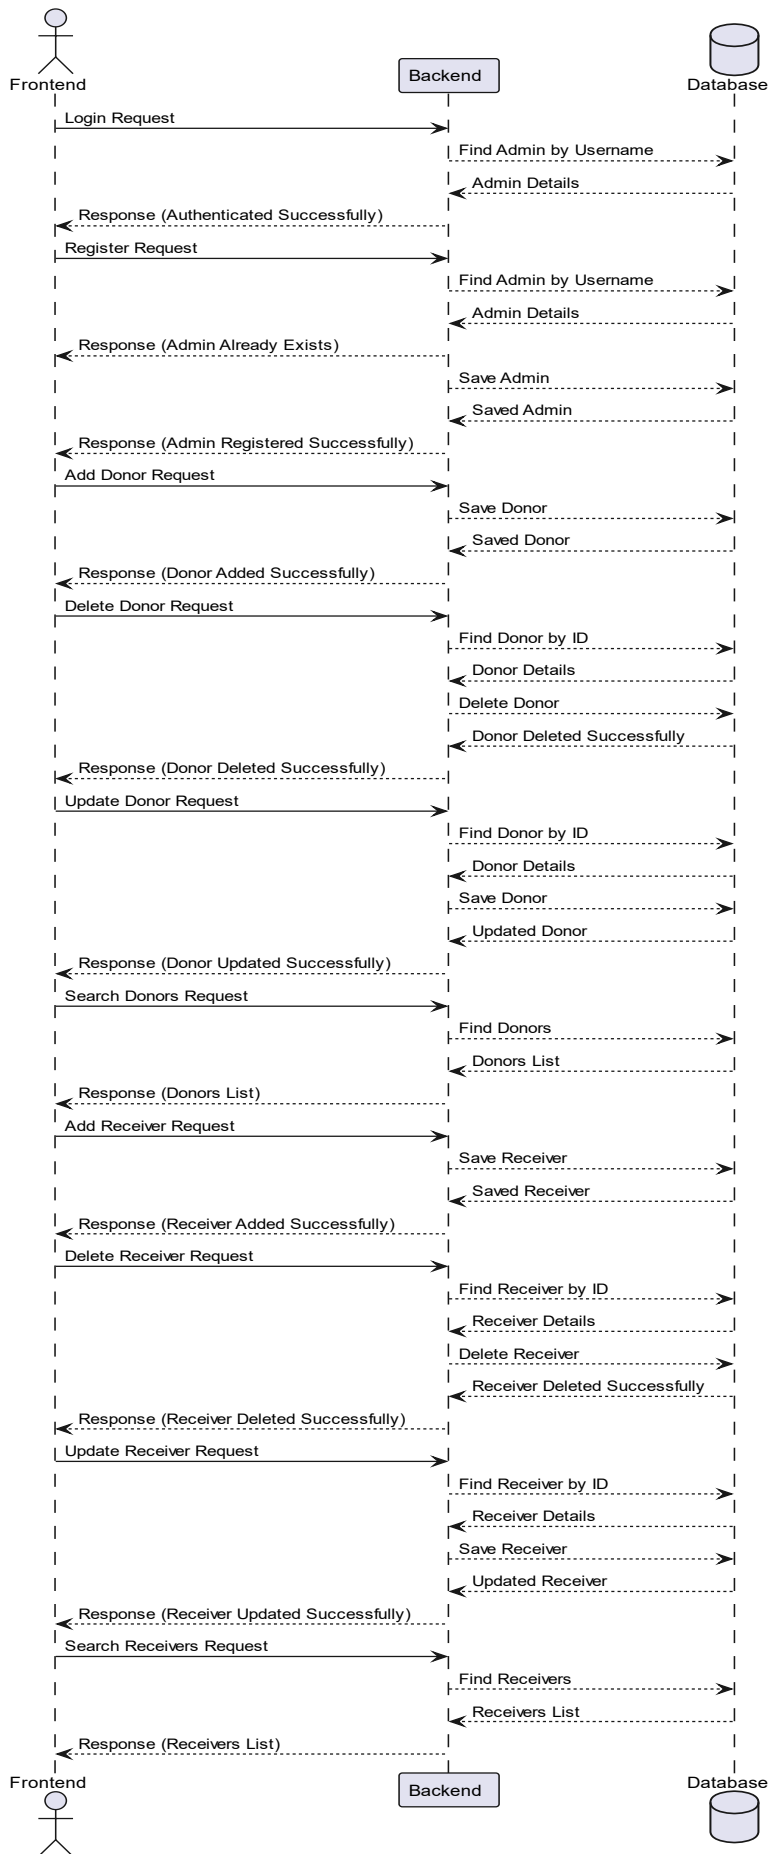 Frontend
Backend
Database
Login Request
Find Admin by Username
Admin Details
Response (Authenticated Successfully)
Register Request
Find Admin by Username
Admin Details
Response (Admin Already Exists)
Save Admin
Saved Admin
Response (Admin Registered Successfully)
Add Donor Request
Save Donor
Saved Donor
Response (Donor Added Successfully)
Delete Donor Request
Find Donor by ID
Donor Details
Delete Donor
Donor Deleted Successfully
Response (Donor Deleted Successfully)
Update Donor Request
Find Donor by ID
Donor Details
Save Donor
Updated Donor
Response (Donor Updated Successfully)
Search Donors Request
Find Donors
Donors List
Response (Donors List)
Add Receiver Request
Save Receiver
Saved Receiver
Response (Receiver Added Successfully)
Delete Receiver Request
Find Receiver by ID
Receiver Details
Delete Receiver
Receiver Deleted Successfully
Response (Receiver Deleted Successfully)
Update Receiver Request
Find Receiver by ID
Receiver Details
Save Receiver
Updated Receiver
Response (Receiver Updated Successfully)
Search Receivers Request
Find Receivers
Receivers List
Response (Receivers List)
Frontend
Backend
Database